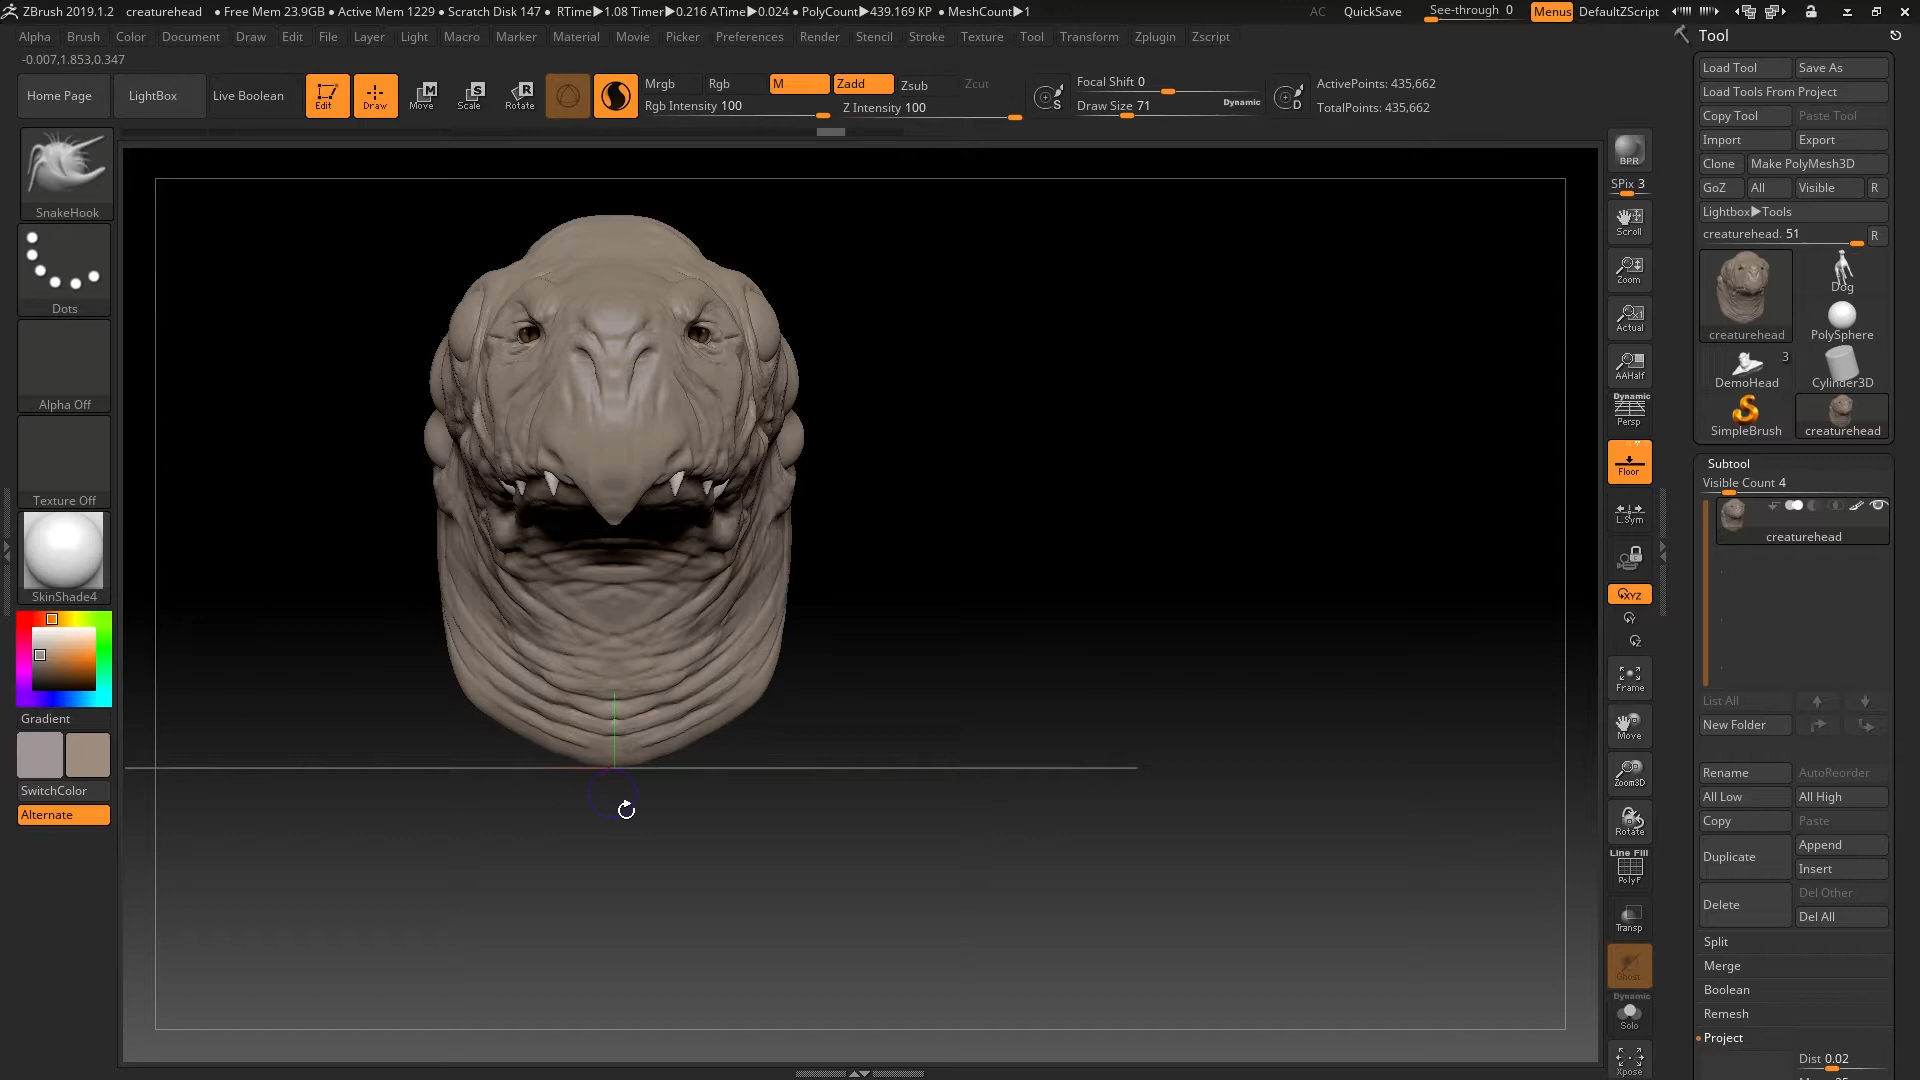 ZBrush 2019.1.2 creaturehead ● Free Mem 23.9GB ● Active Mem 1229 ● Scratch Disk 147 ● RTime▶1.08 Timer▶0.216 ATime▶0.024 ● PolyCount▶439.169 KP ● MeshCount▶1 AC QuickSave See-through 0 Menus DefaultZScript
Alpha Brush Color Document Draw Edit File Layer Light Macro Marker Material Movie Picker Preferences Render Stencil Stroke Texture Tool Transform Zplugin Zscript
-0.007,1.853,0.347
Home Page LightBox Live Boolean Edit Draw Move Scale Rotate
Mrgb Rgb M Zadd Zsub Zcut
Rgb Intensity 100 Z Intensity 100
Focal Shift 0
Draw Size 71 Dynamic
ActivePoints: 435,662
TotalPoints: 435,662
SnakeHook
Dots
Alpha Off
Texture Off
SkinShade4
Gradient
SwitchColor
Alternate
BPR
SPix 3
Scroll
Zoom
Actual
AAHalf
Dynamic
Persp
Floor
L.Sym
XYZ
Y
Z
Frame
Move
Zoom3D
Rotate
Line Fill
PolyF
Transp
Ghost
Dynamic
Solo
Xpose
Tool
Load Tool Save As
Load Tools From Project
Copy Tool Paste Tool
Import Export
Clone Make PolyMesh3D
GoZ All Visible R
Lightbox▶Tools
creaturehead. 51 R
Dog
creaturehead PolySphere
3
DemoHead Cylinder3D
SimpleBrush creaturehead
Subtool
Visible Count 4
creaturehead
List All
New Folder
Rename AutoReorder
All Low All High
Copy Paste
Duplicate Append
Insert
Delete Del Other
Del All
Split
Merge
Boolean
Remesh
Project
Dist 0.02